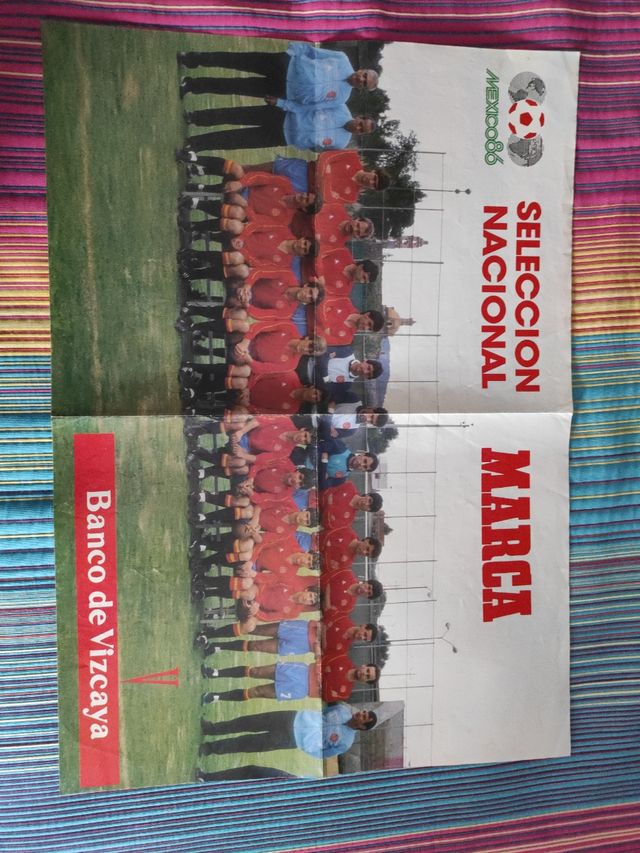 MEXICO86
SELECCION
NACIONAL
MARCA
Banco de Vizcaya